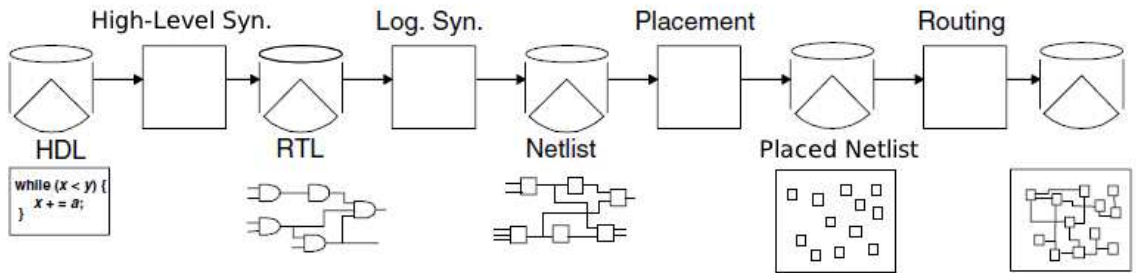 High-Level Syn.
Log. Syn.
Placement
Routing
HDL
RTL
Netlist
Placed Netlist
while (x < y) {
x += a;
}